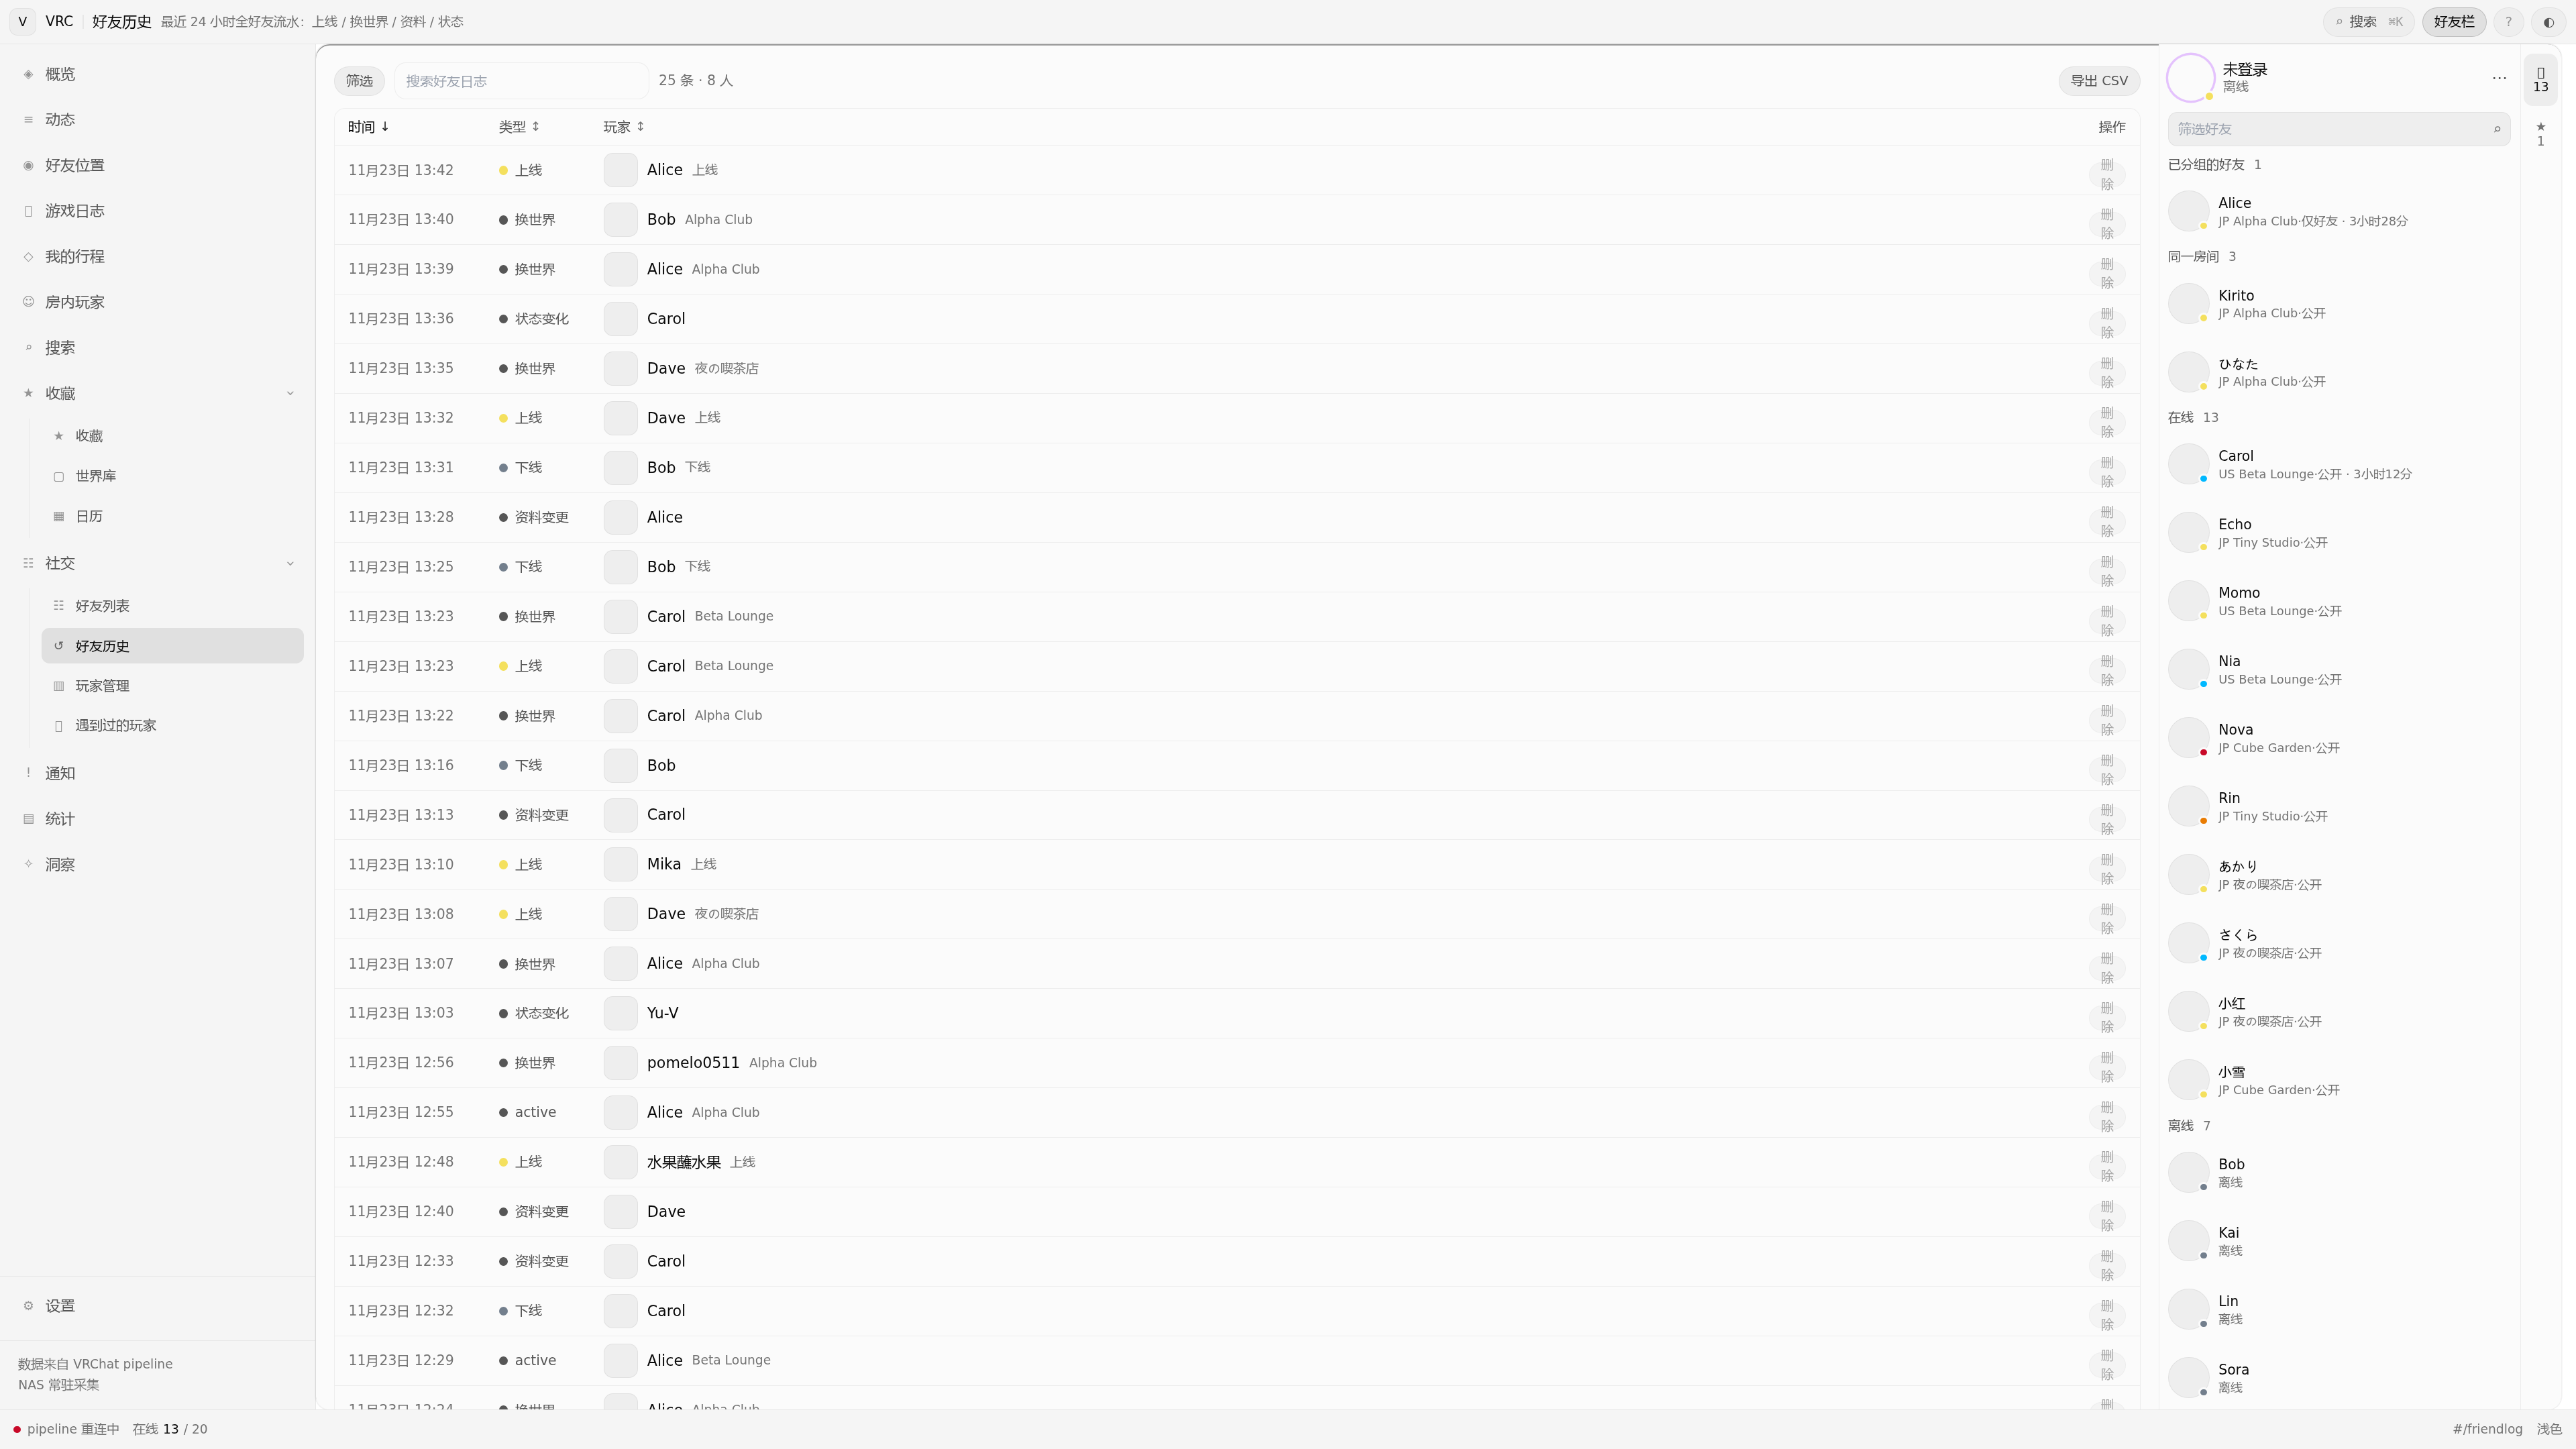 V VRC 好友历史 最近 24 小时全好友流水：上线 / 换世界 / 资料 / 状态
搜索 ⌘K 好友栏 ?
概览
动态
好友位置
游戏日志
我的行程
房内玩家
搜索
收藏
收藏
世界库
日历
社交
好友列表
好友历史
玩家管理
遇到过的玩家
! 通知
统计
洞察
设置
数据来自 VRChat pipeline
NAS 常驻采集
筛选 搜索好友日志 25 条 · 8 人 导出 CSV
时间 ↓ 类型 ↕ 玩家 ↕ 操作
11月23日 13:42 上线 Alice 上线 删除
11月23日 13:40 换世界 Bob Alpha Club 删除
11月23日 13:39 换世界 Alice Alpha Club 删除
11月23日 13:36 状态变化 Carol 删除
11月23日 13:35 换世界 Dave 夜の喫茶店 删除
11月23日 13:32 上线 Dave 上线 删除
11月23日 13:31 下线 Bob 下线 删除
11月23日 13:28 资料变更 Alice 删除
11月23日 13:25 下线 Bob 下线 删除
11月23日 13:23 换世界 Carol Beta Lounge 删除
11月23日 13:23 上线 Carol Beta Lounge 删除
11月23日 13:22 换世界 Carol Alpha Club 删除
11月23日 13:16 下线 Bob 删除
11月23日 13:13 资料变更 Carol 删除
11月23日 13:10 上线 Mika 上线 删除
11月23日 13:08 上线 Dave 夜の喫茶店 删除
11月23日 13:07 换世界 Alice Alpha Club 删除
11月23日 13:03 状态变化 Yu-V 删除
11月23日 12:56 换世界 pomelo0511 Alpha Club 删除
11月23日 12:55 active Alice Alpha Club 删除
11月23日 12:48 上线 水果蘸水果 上线 删除
11月23日 12:40 资料变更 Dave 删除
11月23日 12:33 资料变更 Carol 删除
11月23日 12:32 下线 Carol 删除
11月23日 12:29 active Alice Beta Lounge 删除
11月23日 12:24 换世界 Alice Alpha Club
未登录 ⋯
离线
13
1
筛选好友
已分组的好友 1
Alice
JP Alpha Club·仅好友 · 3小时28分
同一房间 3
Kirito
JP Alpha Club·公开
ひなた
JP Alpha Club·公开
在线 13
Carol
US Beta Lounge·公开 · 3小时12分
Echo
JP Tiny Studio·公开
Momo
US Beta Lounge·公开
Nia
US Beta Lounge·公开
Nova
JP Cube Garden·公开
Rin
JP Tiny Studio·公开
あかり
JP 夜の喫茶店·公开
さくら
JP 夜の喫茶店·公开
小红
JP 夜の喫茶店·公开
小雪
JP Cube Garden·公开
离线 7
Bob
离线
Kai
离线
Lin
离线
Sora
离线
pipeline 重连中 在线 13 / 20
#/friendlog 浅色